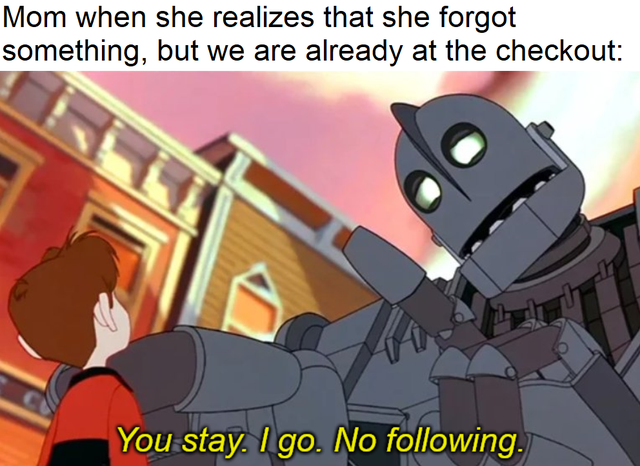 Mom when she realizes that she forgot
something, but we are already at the checkout:
You stay. I go. No following.